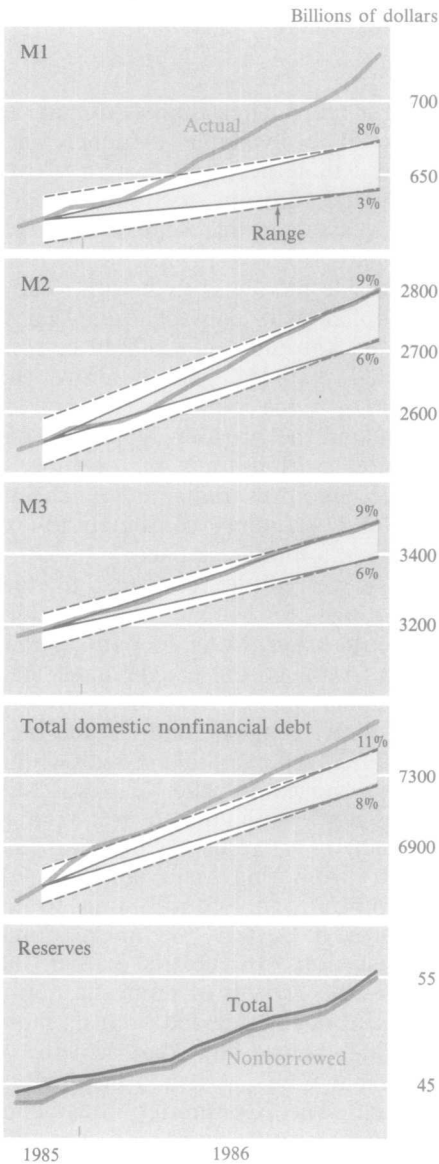 Billions of dollars
M1
700
Actual
8%
650
3%
Range
M2
9%
2800
2700
6%
2600
M3
9%
3400
6%
3200
Total domestic nonfinancial debt
11%
7300
8%
6900
Reserves
55
Total
Nonborrowed
45
1985 1986